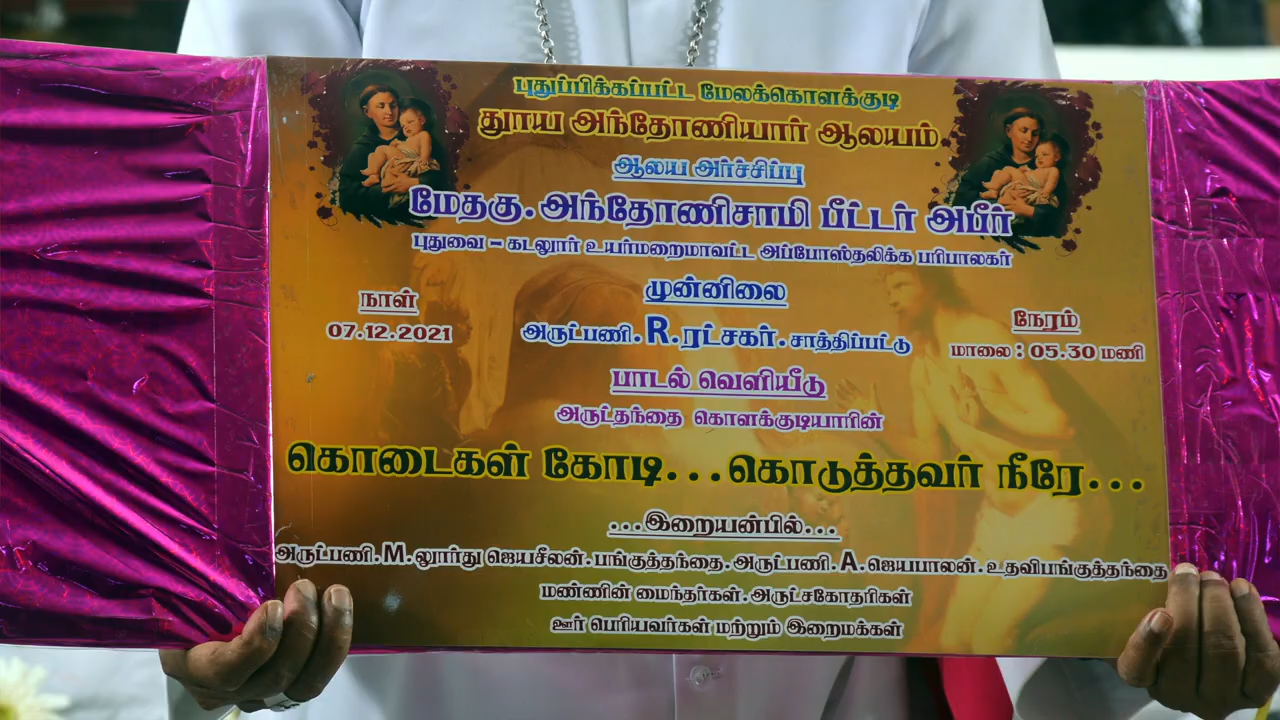 புதுப்பிக்கப்பட்ட மேலக்கொளக்குடி
தூய அந்தோணியார் ஆலயம்
ஆலய அர்ச்சிப்பு
மேதகு. அந்தோணிசாமி பீட்டர் அபீர்
புதுவை – கடலூர் உயர்மறைமாவட்ட அப்போஸ்தலிக்க பரிபாலகர்
முன்னிலை
நாள்
நேரம்
07.12.2021
அருட்பணி. R. ரட்சகர். சாத்திப்பட்டு
மாலை : 05.30 மணி
பாடல் வெளியீடு
அருட்தந்தை கொளக்குடியாரின்
கொடைகள் கோடி...கொடுத்தவர் நீரே...
...இறையன்பில்...
அருட்பணி. M. லூர்து ஜெயசீலன். பங்குத்தந்தை. அருட்பணி. A. ஜெயபாலன். உதவிபங்குத்தந்தை
மண்ணின் மைந்தர்கள். அருட்சகோதரிகள்
ஊர் பெரியவர்கள் மற்றும் இறைமக்கள்